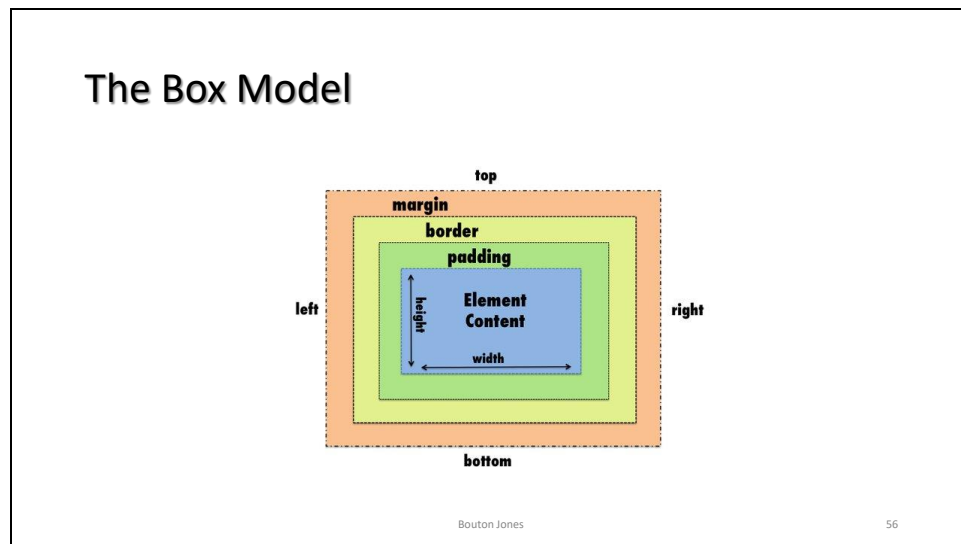 The Box Model
top
margin
border
padding
left
height
Element
Content
right
width
bottom
Bouton Jones
56